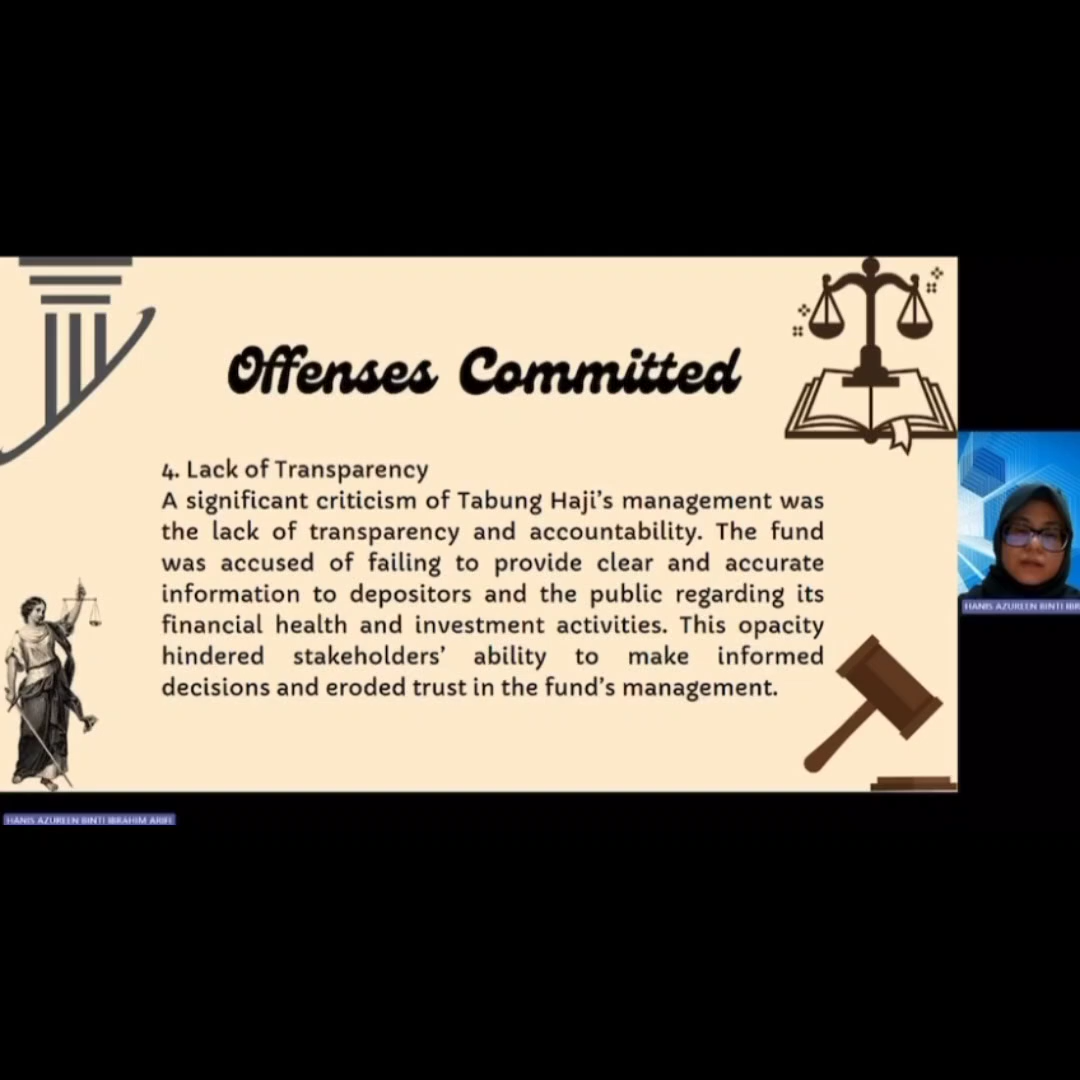 Offenses Committed
4. Lack of Transparency
A significant criticism of Tabung Haji's management was
the lack of transparency and accountability. The fund
was accused of failing to provide clear and accurate
information to depositors and the public regarding its
financial health and investment activities. This opacity
hindered stakeholders' ability to make informed
decisions and eroded trust in the fund's management.
HANIS AZUREEN BINTI IBR
HANIS AZUREEN BINTI IBRAHIM ARIFI